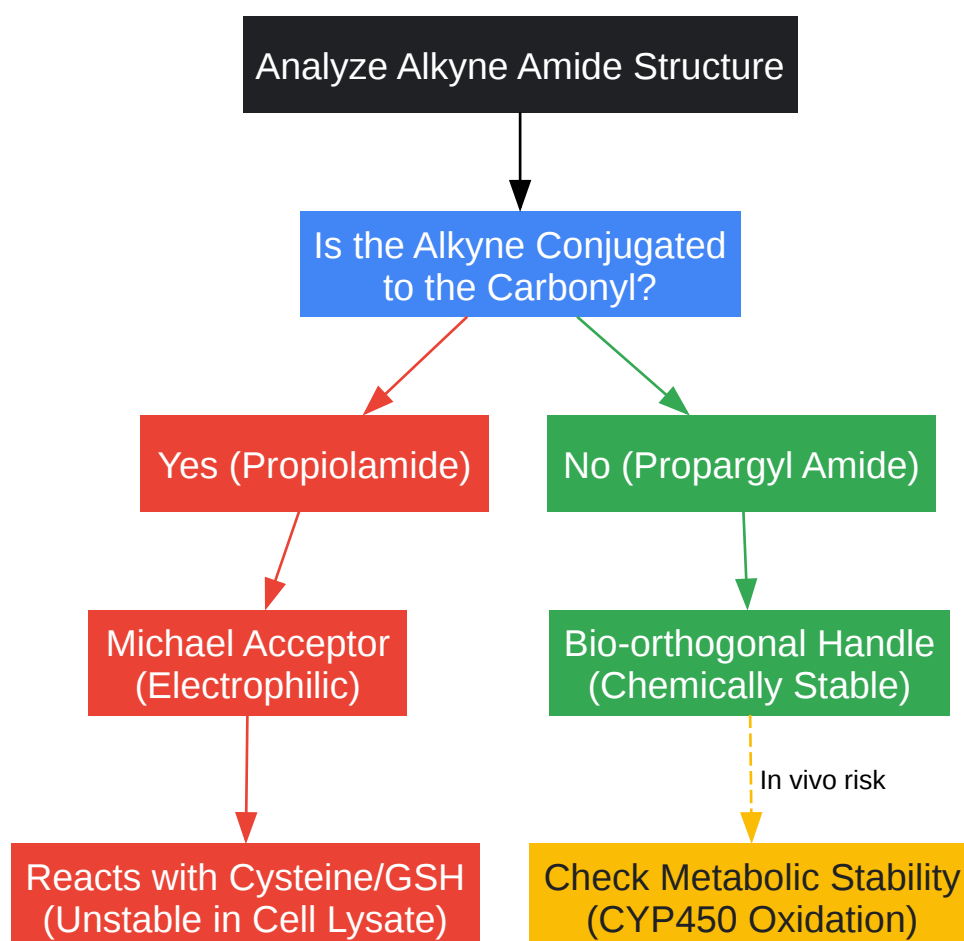 Analyze Alkyne Amide Structure
Is the Alkyne Conjugated
to the Carbonyl?
Yes (Propiolamide)
No (Propargyl Amide)
Michael Acceptor
(Electrophilic)
Bio-orthogonal Handle
(Chemically Stable)
In vivo risk
Reacts with Cysteine/GSH
(Unstable in Cell Lysate)
Check Metabolic Stability
(CYP450 Oxidation)